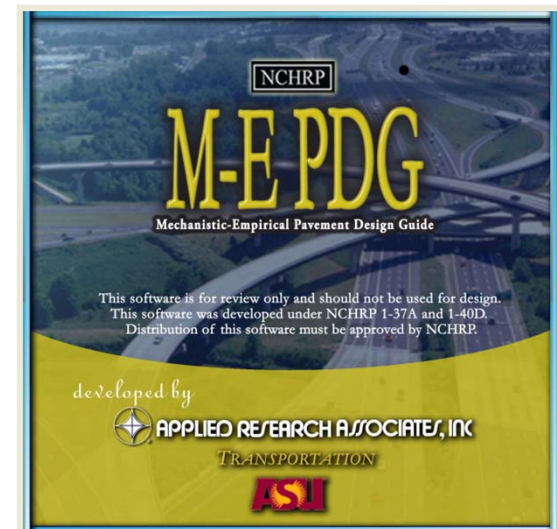 NCHRP
M-E PDG
Mechanistic-Empirical Pavement Design Guide
This software is for review only and should not be used for design.
This software was developed under NCHRP 1-37A and 1-40D.
Distribution of this software must be approved by NCHRP.
developed by
APPLIED RESEARCH ASSOCIATES, INC
TRANSPORTATION
ASU